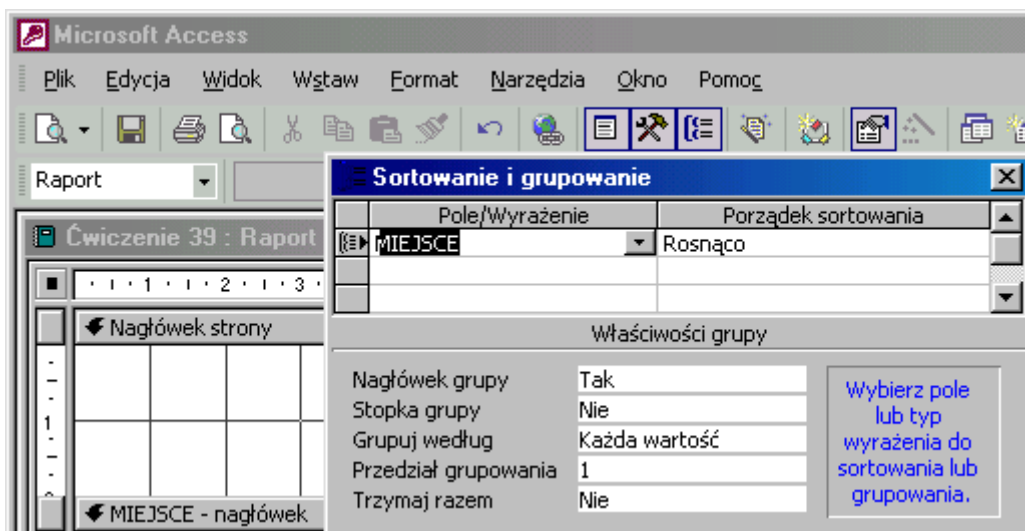 Microsoft Access
Plik Edycja Widok Wstaw Format Narzędzia Okno Pomoc
Raport
Sortowanie i grupowanie
Pole/Wyrażenie Porządek sortowania
MIEJSCE Rosnąco
Ćwiczenie 39 : Raport
1 2 3
Nagłówek strony
1
MIEJSCE - nagłówek
Właściwości grupy
Nagłówek grupy Tak
Stopka grupy Nie
Grupuj według Każda wartość
Przedział grupowania 1
Trzymaj razem Nie
Wybierz pole
lub typ
wyrażenia do
sortowania lub
grupowania.